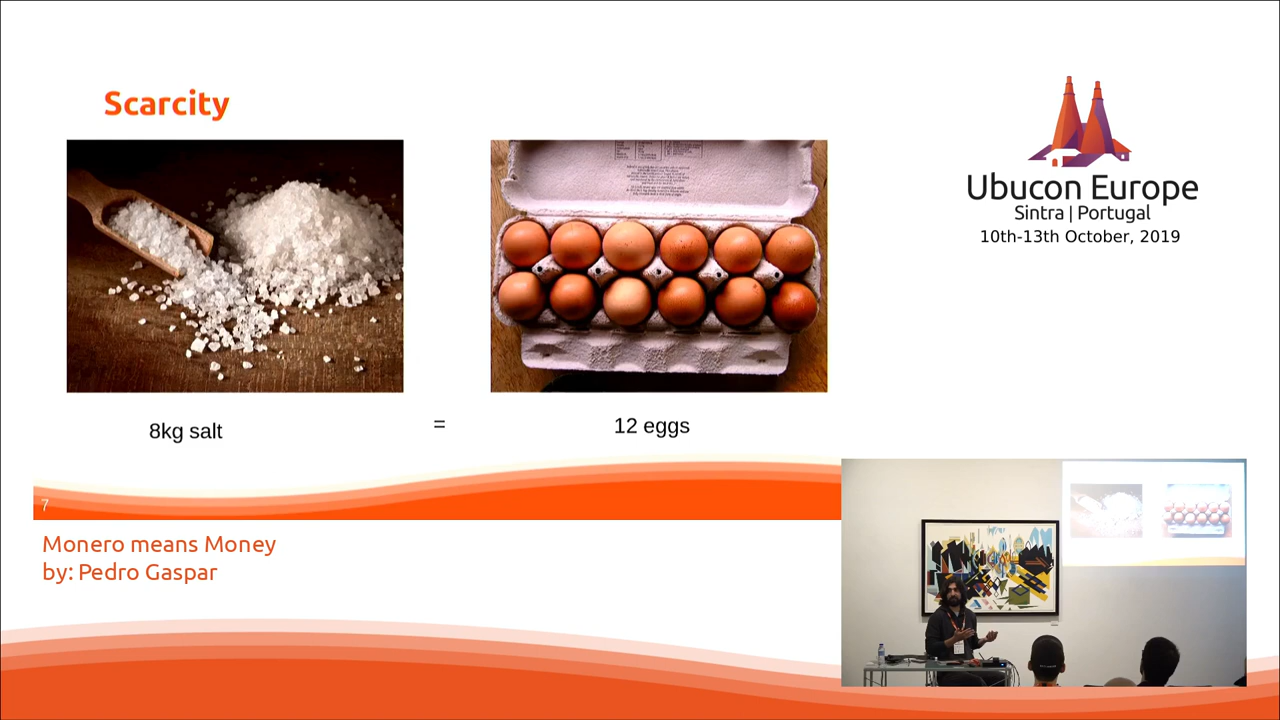 Scarcity
Ubucon Europe
Sintra | Portugal
10th-13th October, 2019
8kg salt
=
12 eggs
7
Monero means Money
by: Pedro Gaspar